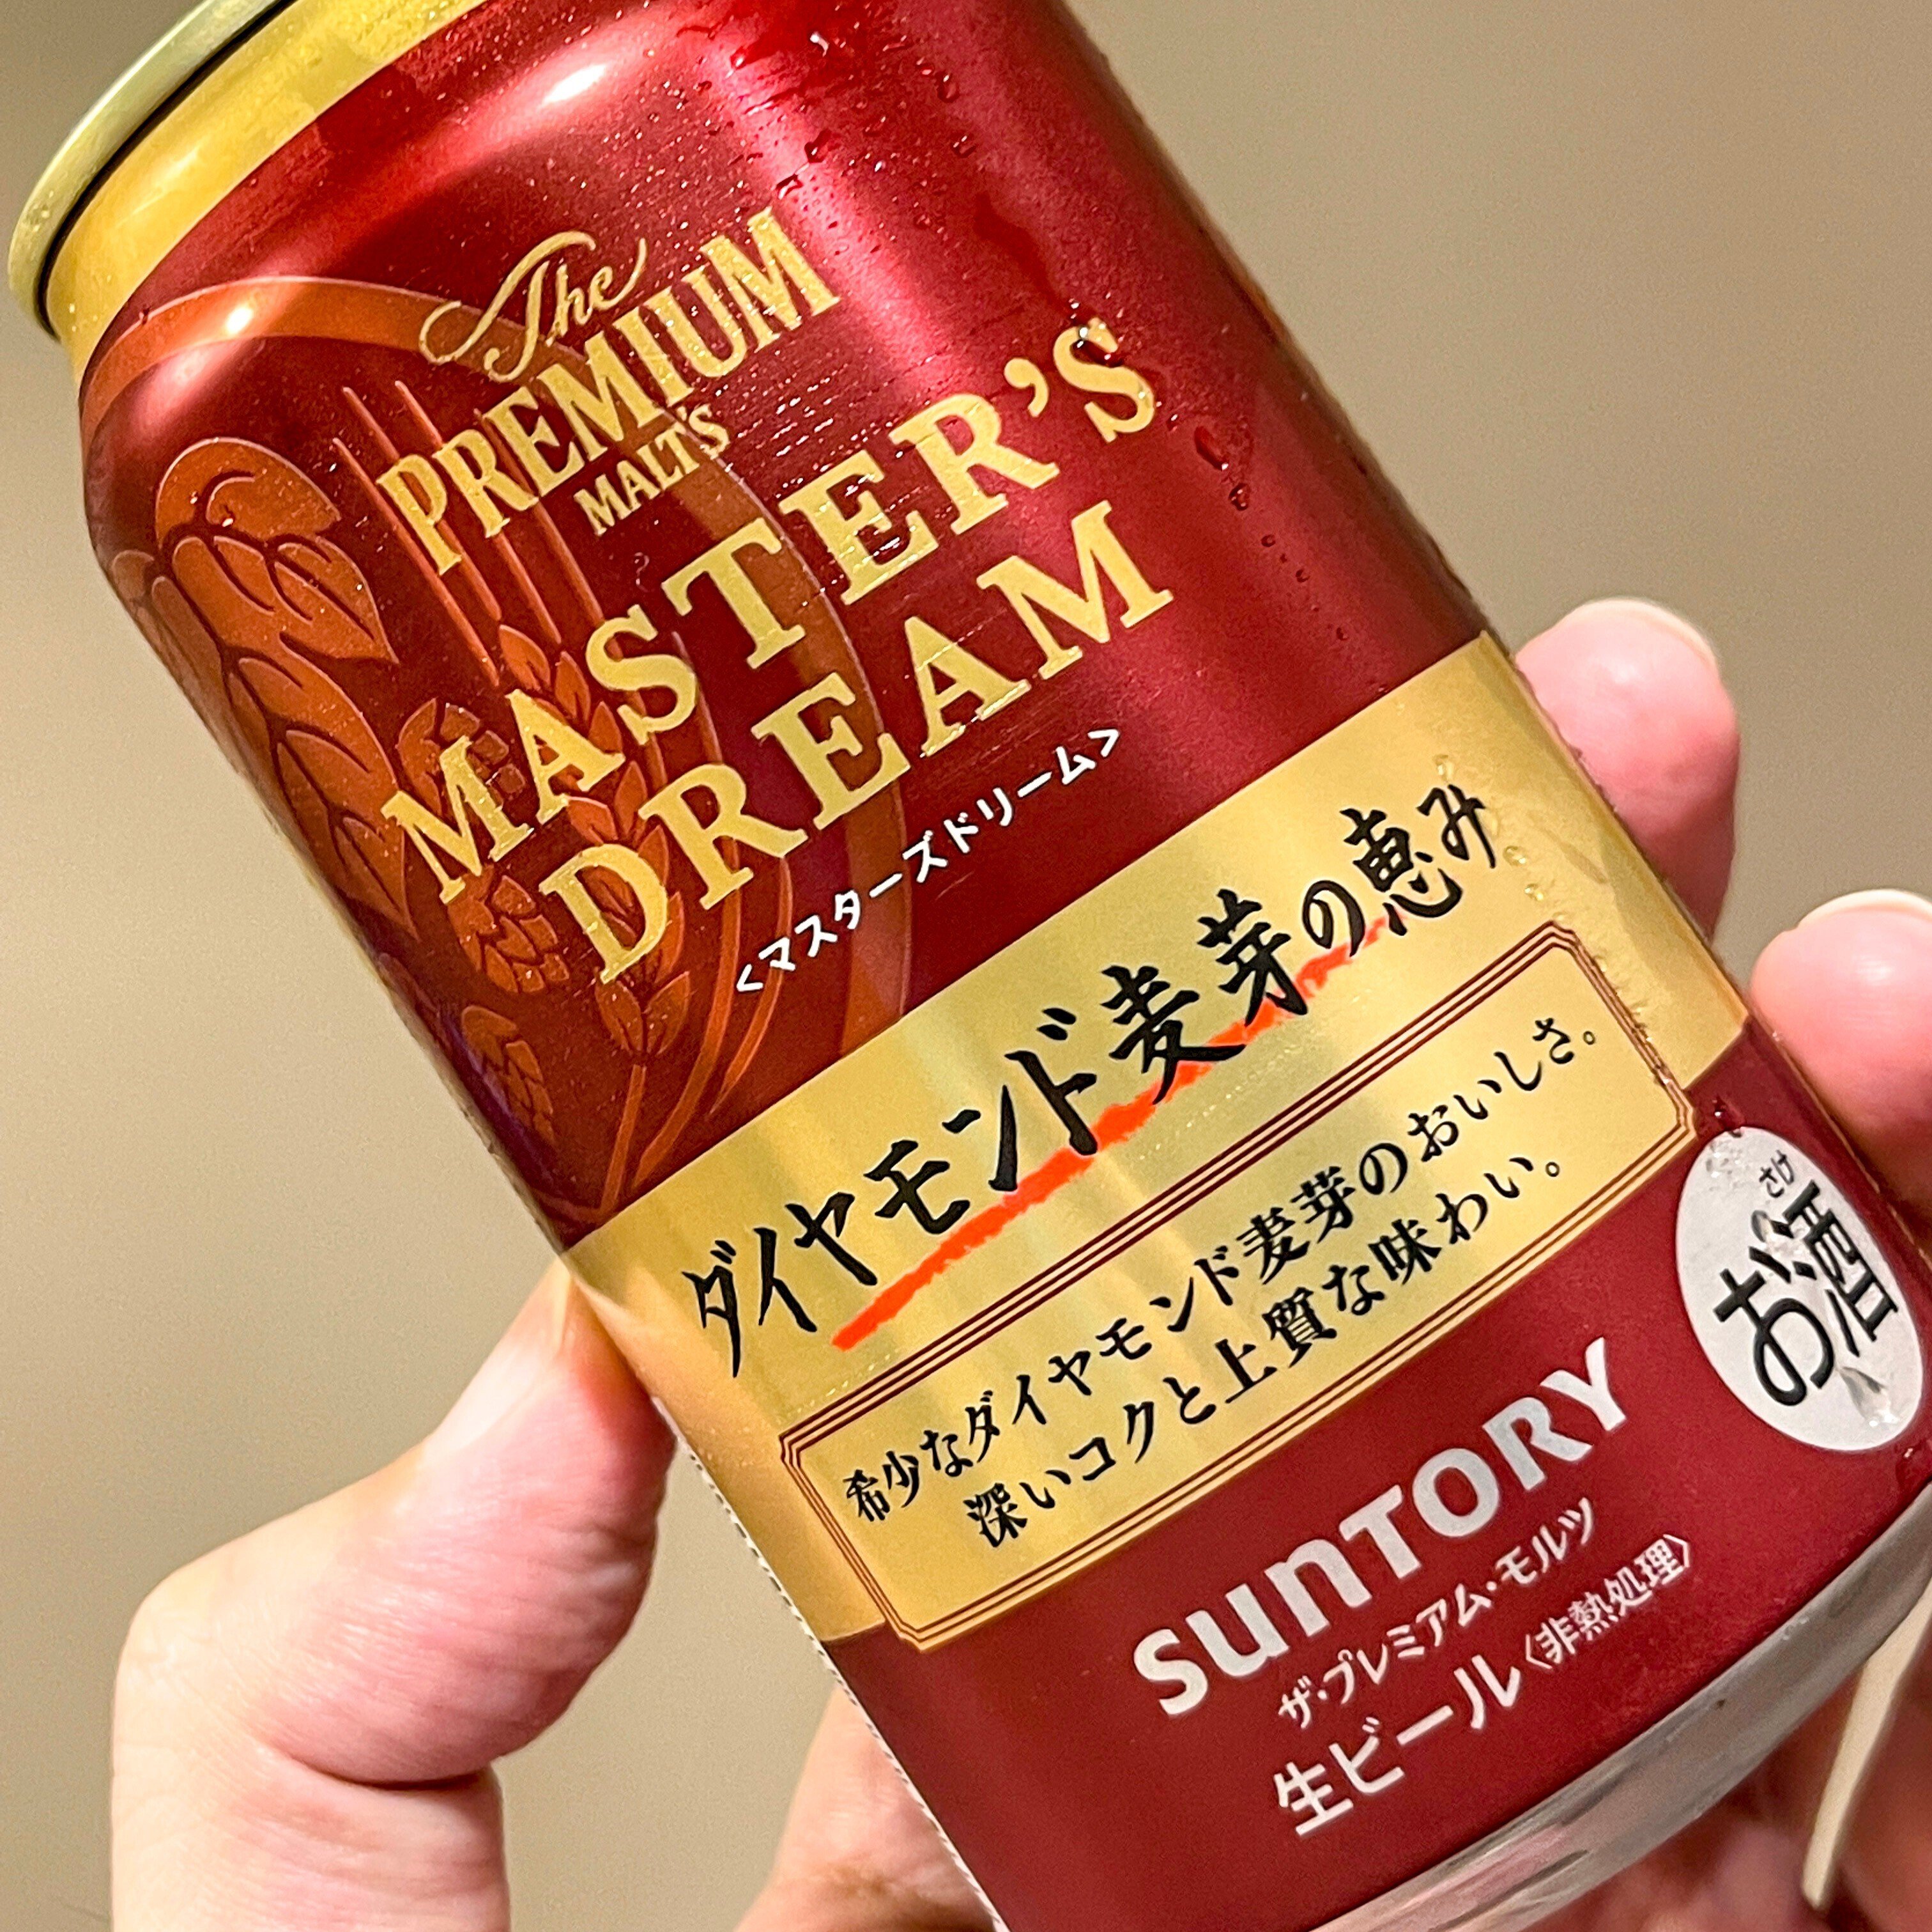 The
PREMIUM
MALT'S
MASTER'S
DREAM
<マスターズドリーム>
ダイヤモンド麦芽の恵み
希少なダイヤモンド麦芽のおいしさ。
深いコクと上質な味わい。
さけ
お酒
SUNTORY
ザ・プレミアム・モルツ
生ビール〈非熱処理〉